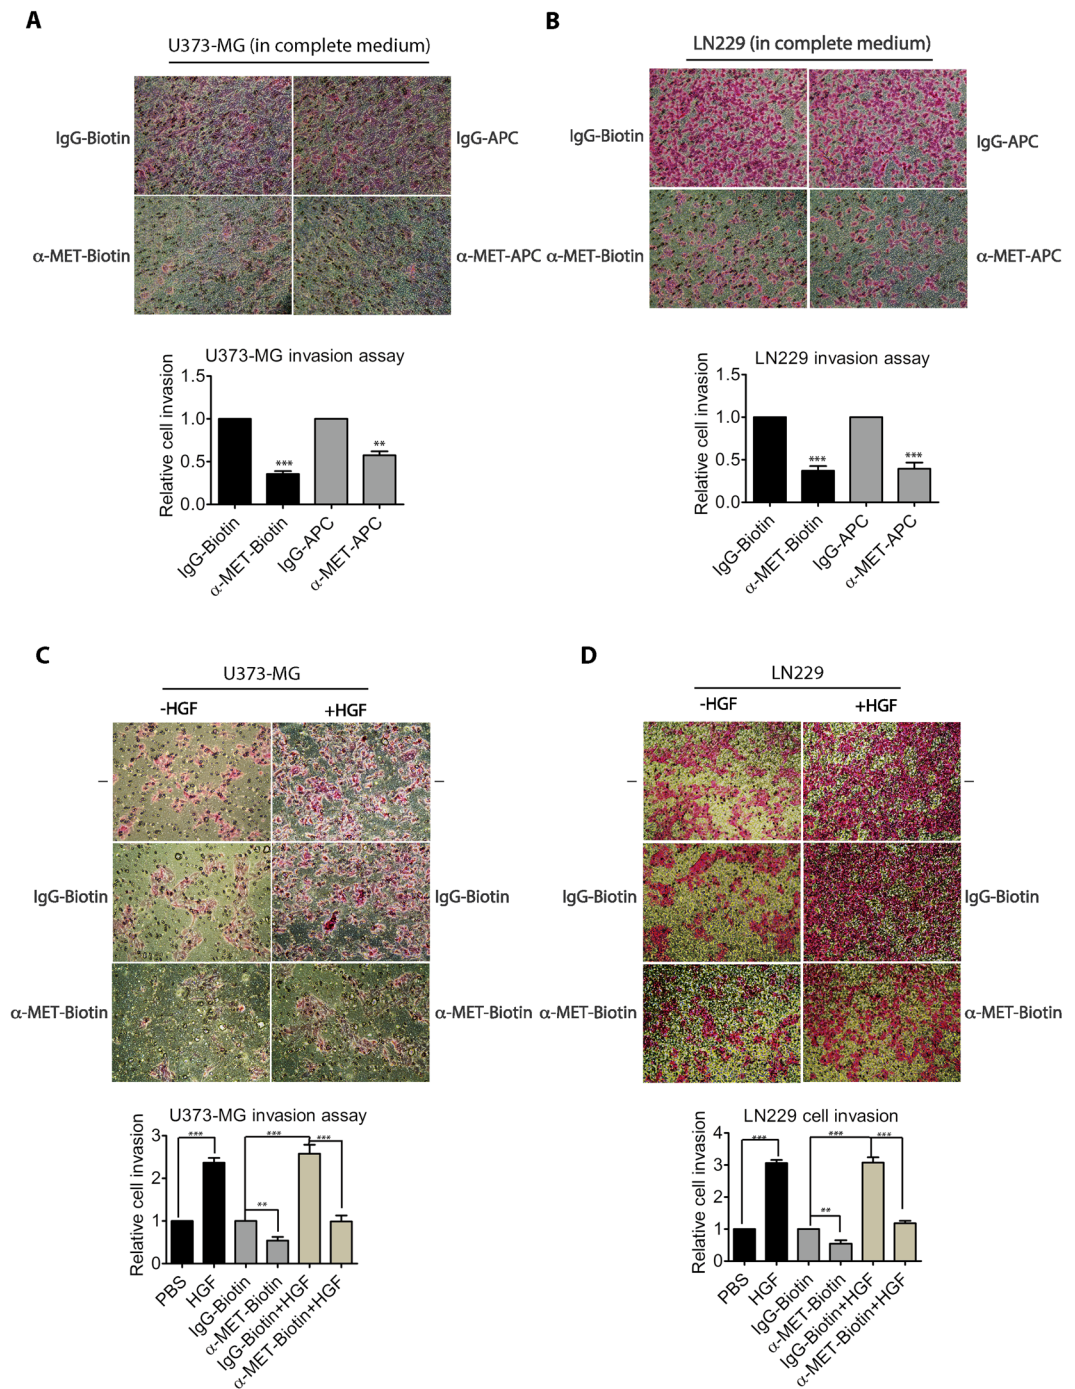 A
U373-MG (in complete medium)
IgG-Biotin
IgG-APC
α-MET-Biotin
α-MET-APC
U373-MG invasion assay
Relative cell invasion
1.5
1.0
0.5
0.0
***
**
IgG-Biotin
α-MET-Biotin
IgG-APC
α-MET-APC
B
LN229 (in complete medium)
IgG-Biotin
IgG-APC
α-MET-Biotin
α-MET-APC
LN229 invasion assay
Relative cell invasion
1.5
1.0
0.5
0.0
***
***
IgG-Biotin
α-MET-Biotin
IgG-APC
α-MET-APC
C
U373-MG
-HGF
+HGF
–
–
IgG-Biotin
IgG-Biotin
α-MET-Biotin
α-MET-Biotin
U373-MG invasion assay
Relative cell invasion
3
2
1
0
***
***
***
**
PBS
HGF
IgG-Biotin
α-MET-Biotin
IgG-Biotin+HGF
α-MET-Biotin+HGF
D
LN229
-HGF
+HGF
–
–
IgG-Biotin
IgG-Biotin
α-MET-Biotin
α-MET-Biotin
LN229 cell invasion
Relative cell invasion
4
3
2
1
0
***
***
***
**
PBS
HGF
IgG-Biotin
α-MET-Biotin
IgG-Biotin+HGF
α-MET-Biotin+HGF